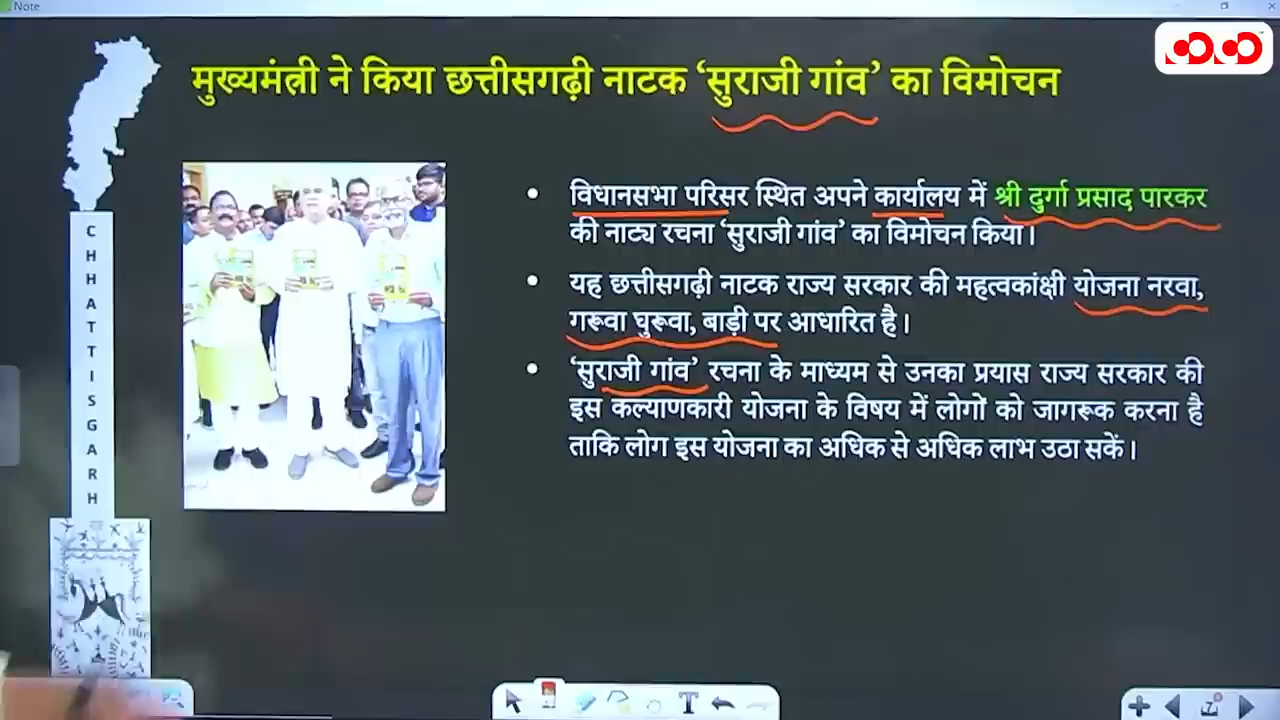 Note
मुख्यमंत्री ने किया छत्तीसगढ़ी नाटक ‘सुराजी गांव’ का विमोचन
CHHATTISGARH
• विधानसभा परिसर स्थित अपने कार्यालय में श्री दुर्गा प्रसाद पारकर
की नाट्य रचना ‘सुराजी गांव’ का विमोचन किया।
• यह छत्तीसगढ़ी नाटक राज्य सरकार की महत्वकांक्षी योजना नरवा,
गरूवा घुरूवा, बाड़ी पर आधारित है।
• ‘सुराजी गांव’ रचना के माध्यम से उनका प्रयास राज्य सरकार की
इस कल्याणकारी योजना के विषय में लोगों को जागरूक करना है
ताकि लोग इस योजना का अधिक से अधिक लाभ उठा सकें।